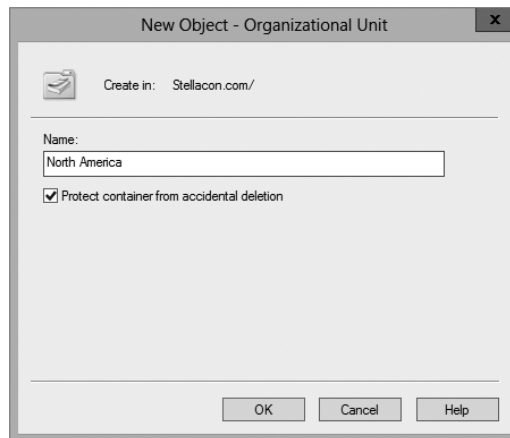 New Object - Organizational Unit
x
Create in: Stellacon.com/
Name:
North America
Protect container from accidental deletion
OK Cancel Help